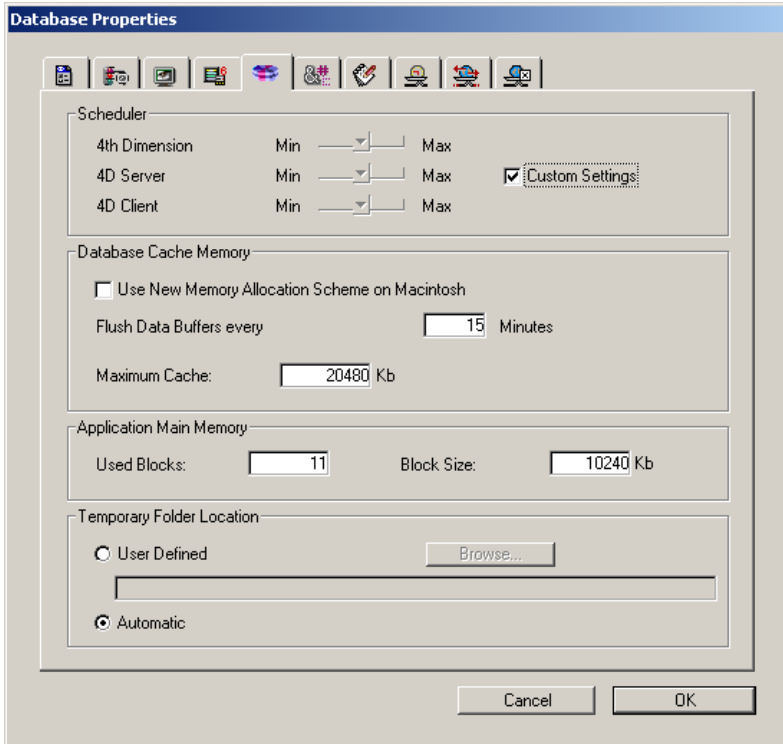 Database Properties
&#
Scheduler
4th Dimension Min Max
4D Server Min Max Custom Settings
4D Client Min Max
Database Cache Memory
Use New Memory Allocation Scheme on Macintosh
Flush Data Buffers every 15 Minutes
Maximum Cache: 20480 Kb
Application Main Memory
Used Blocks: 11 Block Size: 10240 Kb
Temporary Folder Location
User Defined Browse...
Automatic
Cancel OK